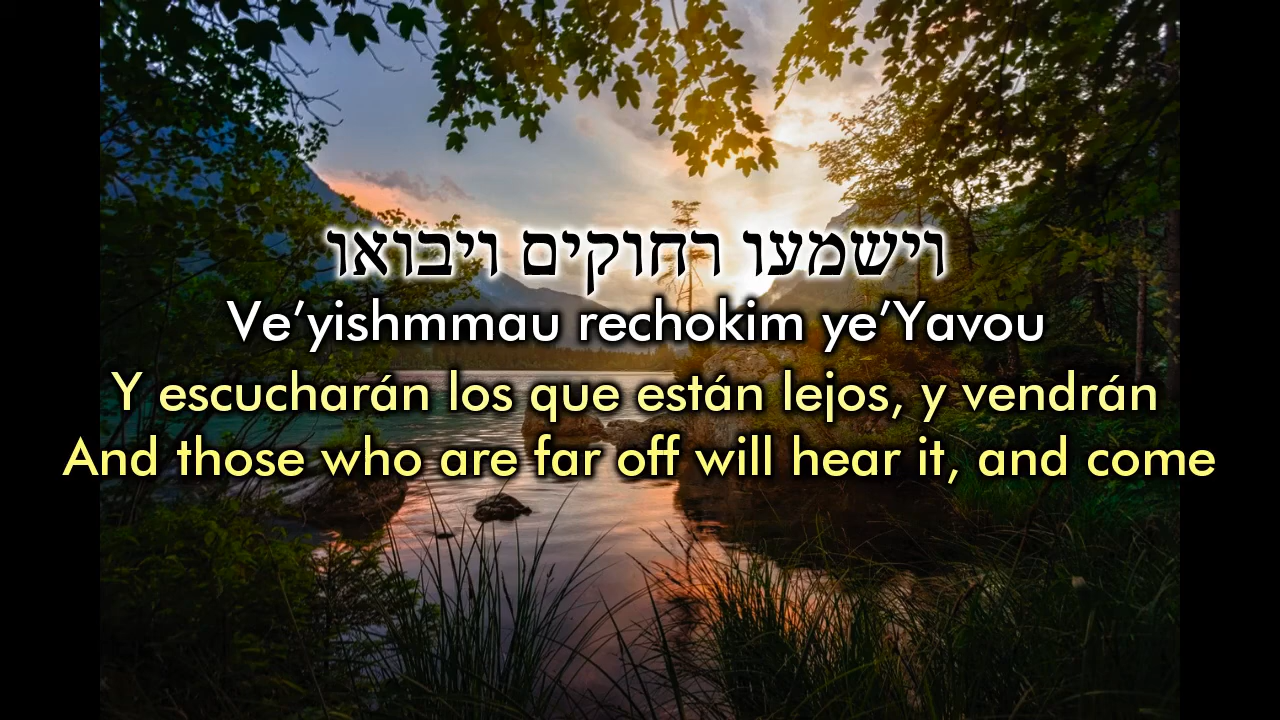 וישמעו רחוקים ויבואו
Ve’yishmmau rechokim ye’Yavou
Y escucharán los que están lejos, y vendrán
And those who are far off will hear it, and come